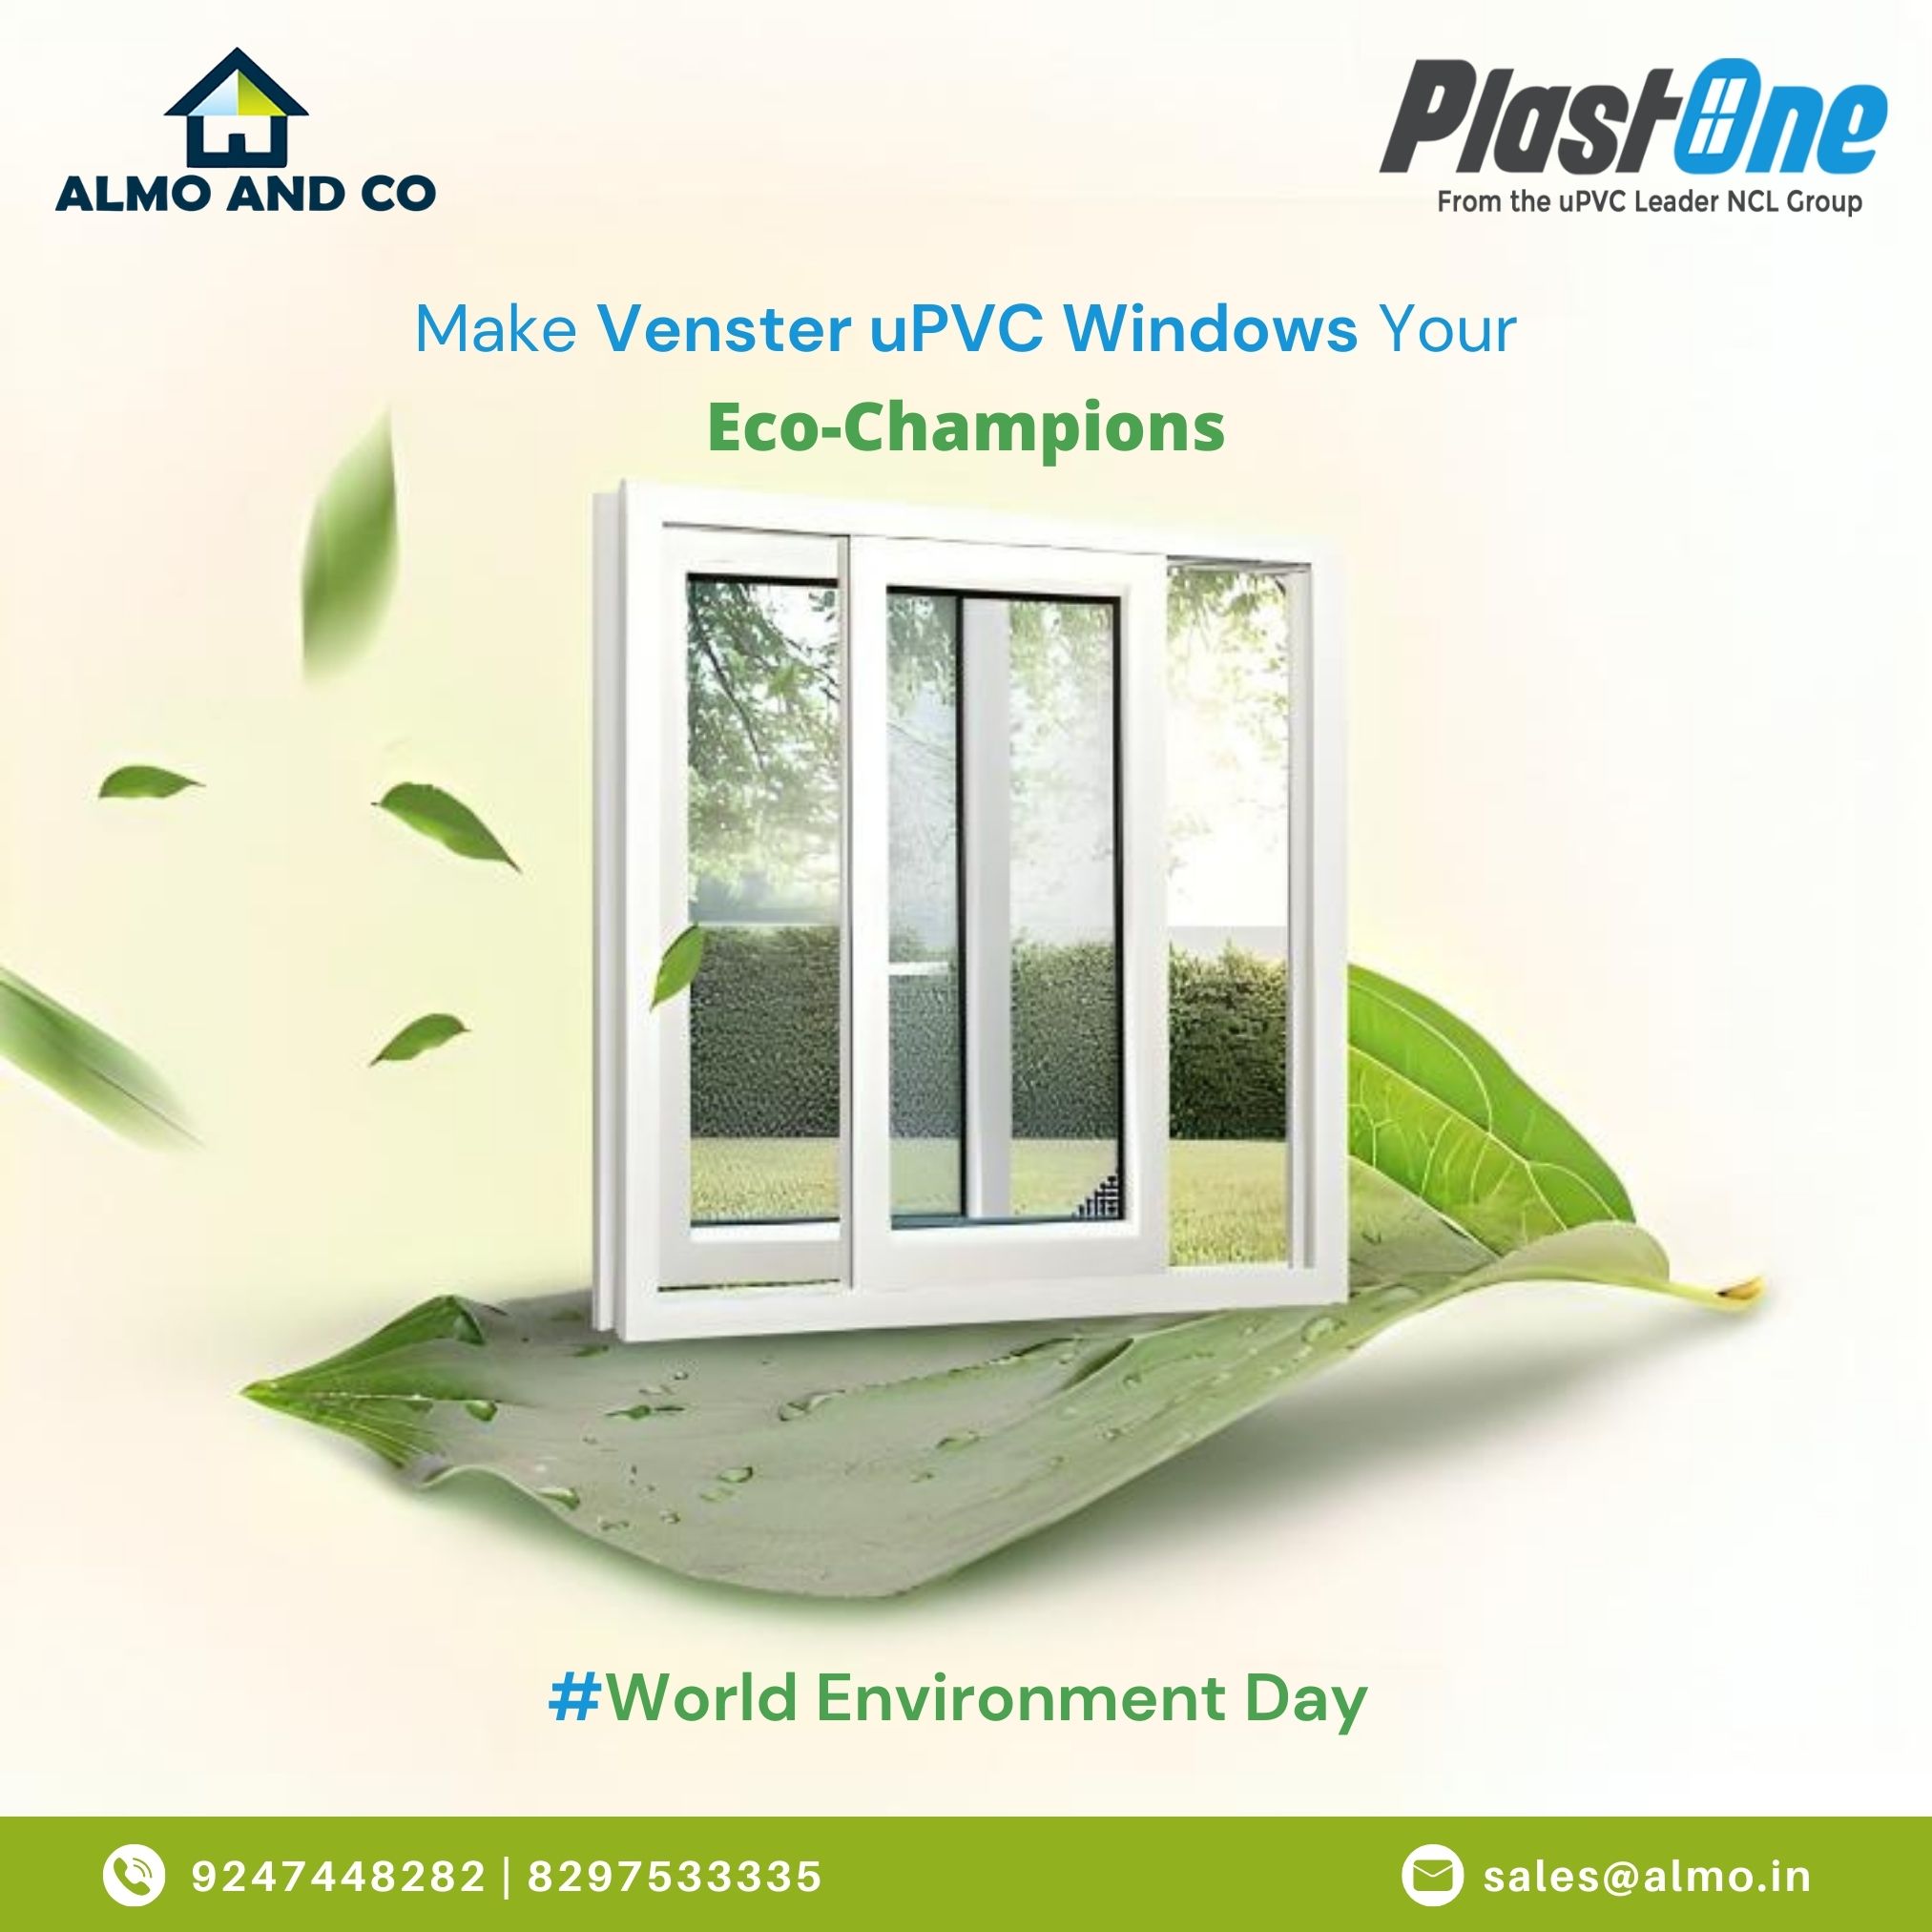 ALMO AND CO
PlastOne
From the uPVC Leader NCL Group
Make Venster uPVC Windows Your
Eco-Champions
#World Environment Day
9247448282 | 8297533335
sales@almo.in